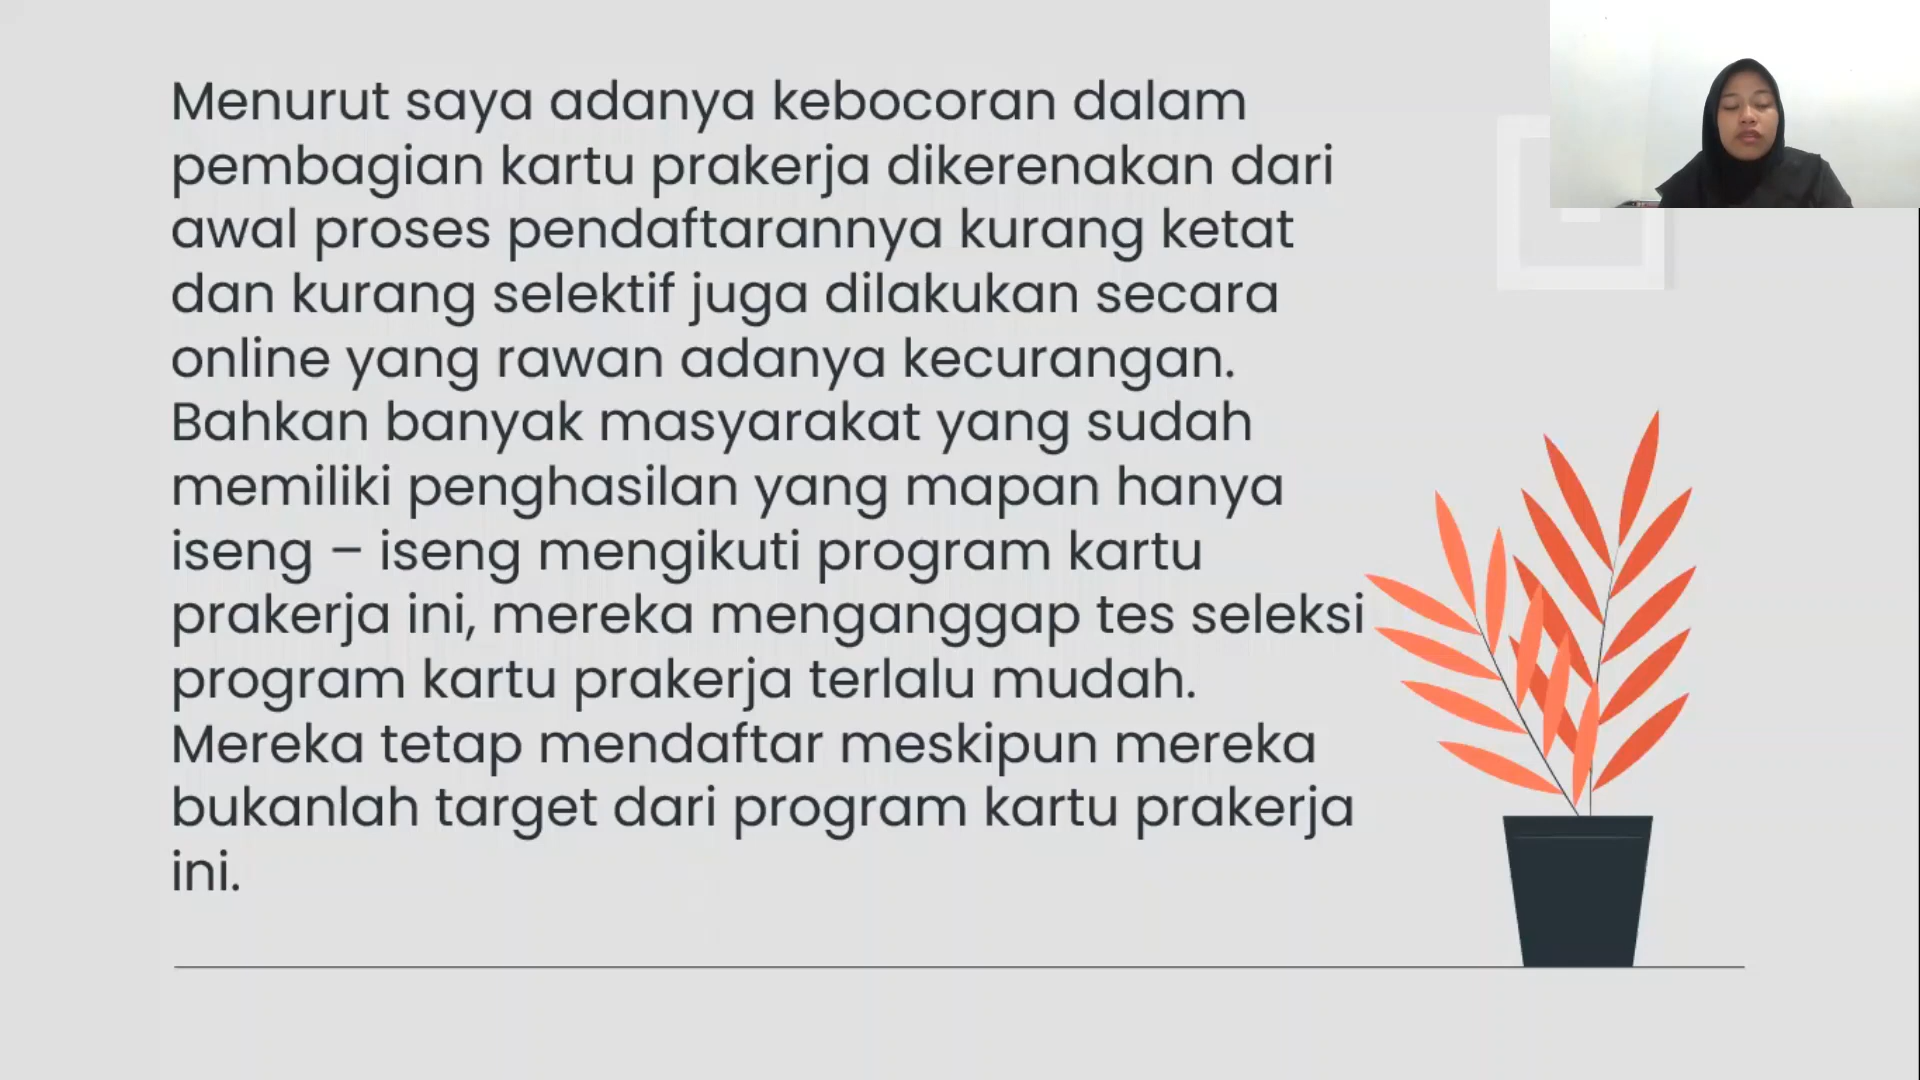 Menurut saya adanya kebocoran dalam
pembagian kartu prakerja dikerenakan dari
awal proses pendaftarannya kurang ketat
dan kurang selektif juga dilakukan secara
online yang rawan adanya kecurangan.
Bahkan banyak masyarakat yang sudah
memiliki penghasilan yang mapan hanya
iseng – iseng mengikuti program kartu
prakerja ini, mereka menganggap tes seleksi
program kartu prakerja terlalu mudah.
Mereka tetap mendaftar meskipun mereka
bukanlah target dari program kartu prakerja
ini.